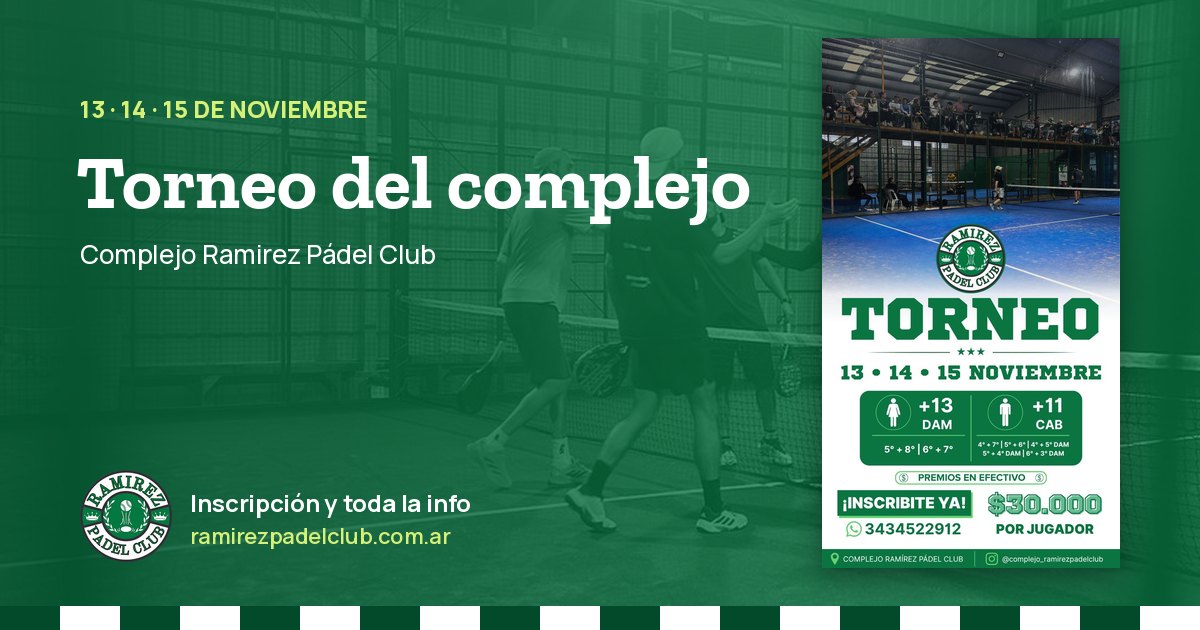 13 · 14 · 15 DE NOVIEMBRE
Torneo del complejo
Complejo Ramirez Pádel Club
RAMIREZ
PADEL CLUB
Inscripción y toda la info
ramirezpadelclub.com.ar
RAMIREZ
PADEL CLUB
TORNEO
13 • 14 • 15 NOVIEMBRE
+13
DAM
5° + 8° | 6° + 7°
+11
CAB
4° + 7° | 5° + 6° | 4° + 5° DAM
5° + 4° DAM | 6° + 3° DAM
PREMIOS EN EFECTIVO
¡INSCRIBITE YA!
3434522912
$30.000
POR JUGADOR
COMPLEJO RAMÍREZ PÁDEL CLUB
@complejo_ramirezpadelclub